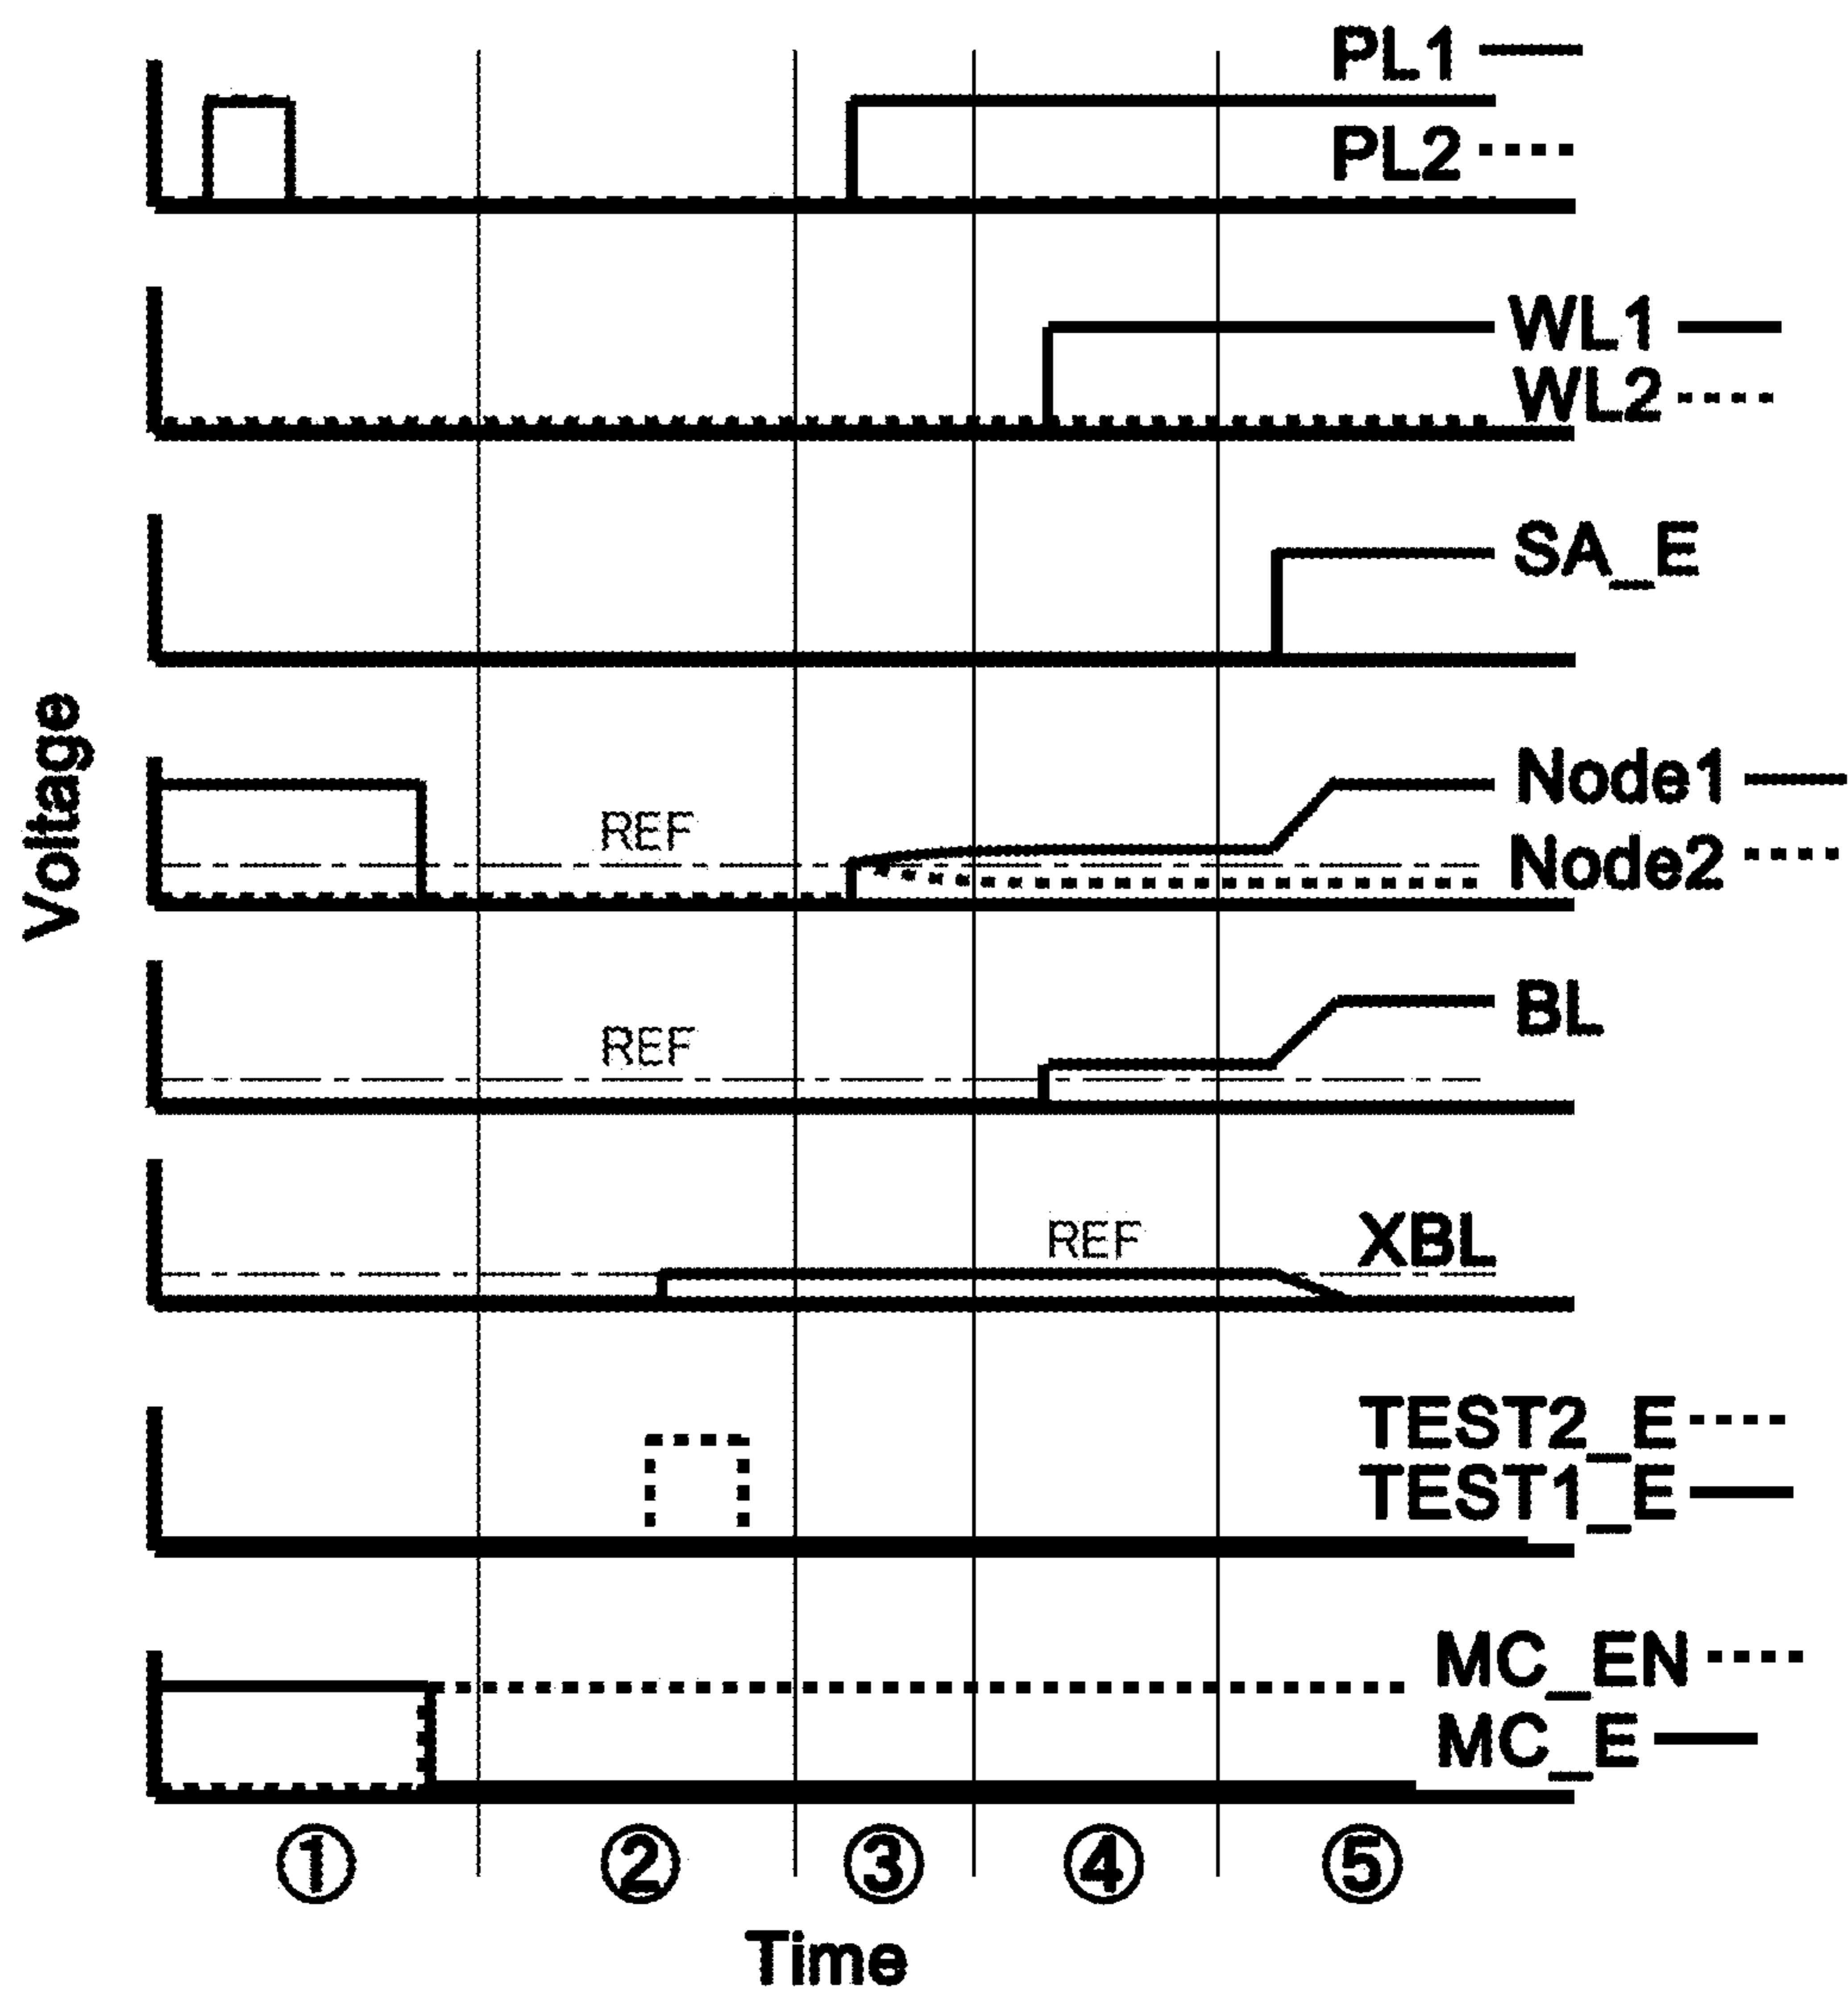 PL1
PL2
WL1
WL2
SA_E
Voltage
REF
Node1
Node2
REF
BL
REF
XBL
TEST2_E
TEST1_E
MC_EN
MC_E
① ② ③ ④ ⑤
Time